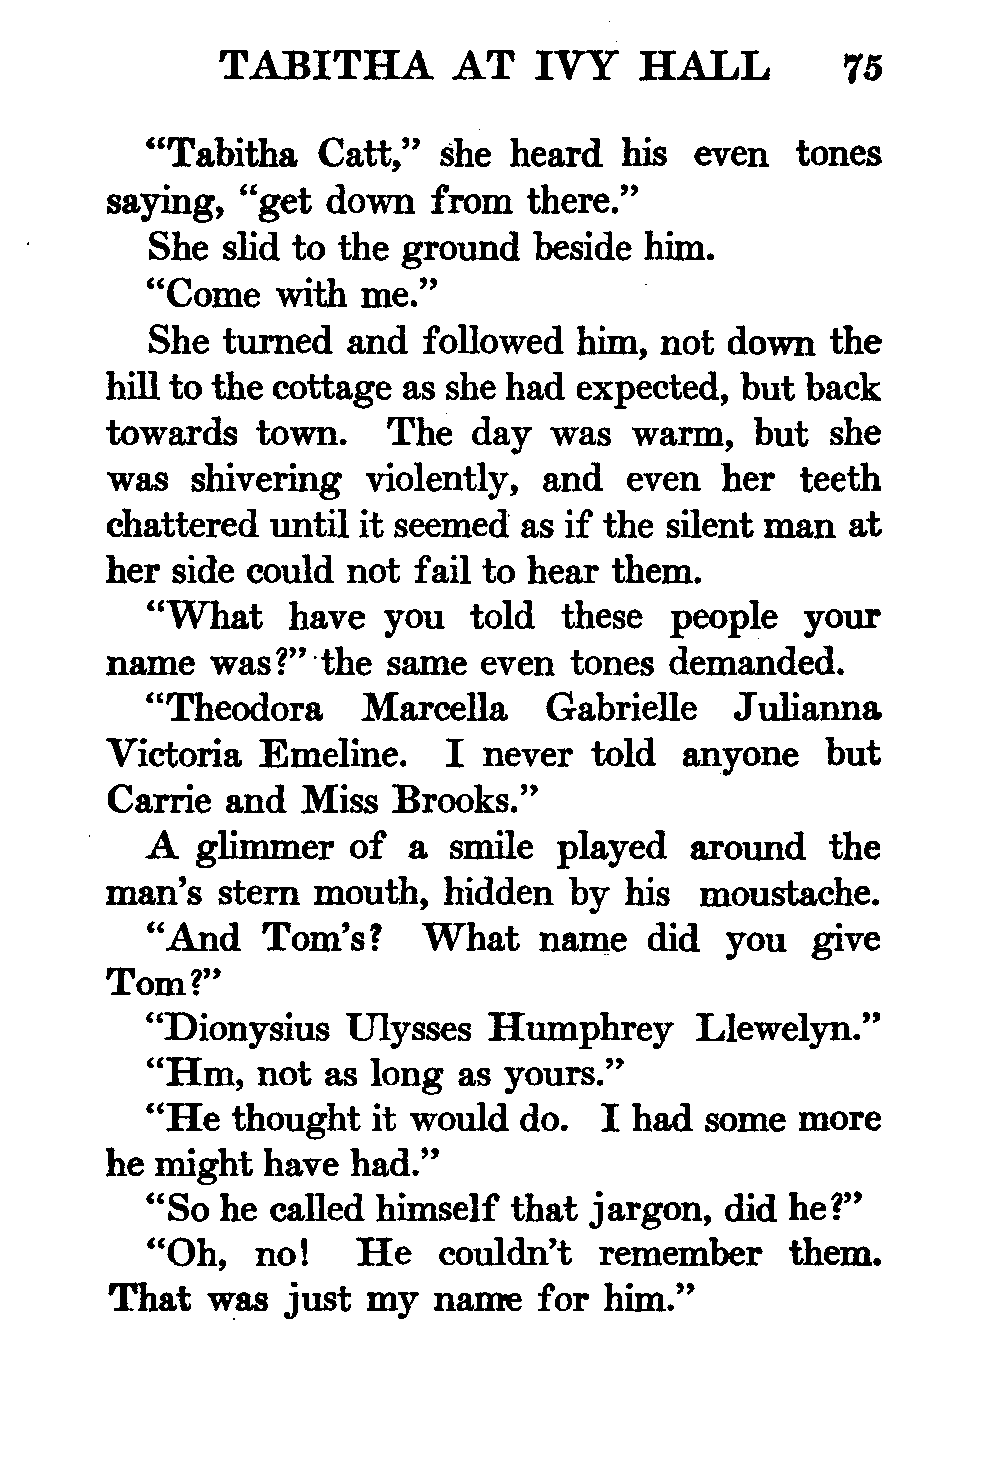 TABITHA AT IVY HALL 75
“Tabitha Catt,” she heard his even tones
saying, “get down from there.”
She slid to the ground beside him.
“Come with me.”
She turned and followed him, not down the
hill to the cottage as she had expected, but back
towards town. The day was warm, but she
was shivering violently, and even her teeth
chattered until it seemed as if the silent man at
her side could not fail to hear them.
“What have you told these people your
name was?” the same even tones demanded.
“Theodora Marcella Gabrielle Julianna
Victoria Emeline. I never told anyone but
Carrie and Miss Brooks.”
A glimmer of a smile played around the
man’s stern mouth, hidden by his moustache.
“And Tom’s? What name did you give
Tom?”
“Dionysius Ulysses Humphrey Llewelyn.”
“Hm, not as long as yours.”
“He thought it would do. I had some more
he might have had.”
“So he called himself that jargon, did he?”
“Oh, no! He couldn’t remember them.
That was just my name for him.”